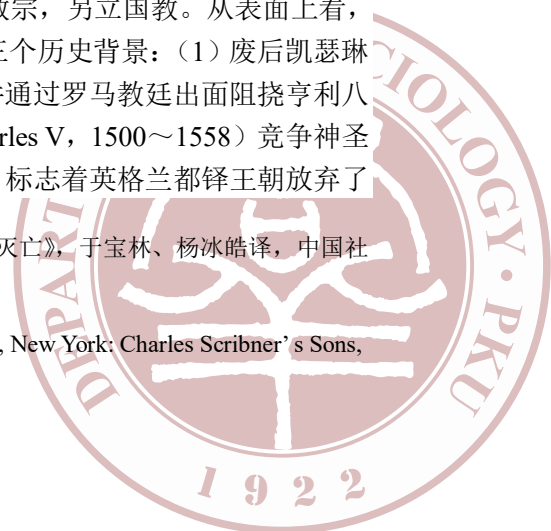 教宗，另立国教。从表面上看，
三个历史背景：（1）废后凯瑟琳
通过罗马教廷出面阻挠亨利八
rles V，1500～1558）竞争神圣
标志着英格兰都铎王朝放弃了
灭亡》，于宝林、杨冰皓译，中国社
, New York: Charles Scribner’ s Sons,
CIOLOGY · PKU
DEPART
1922